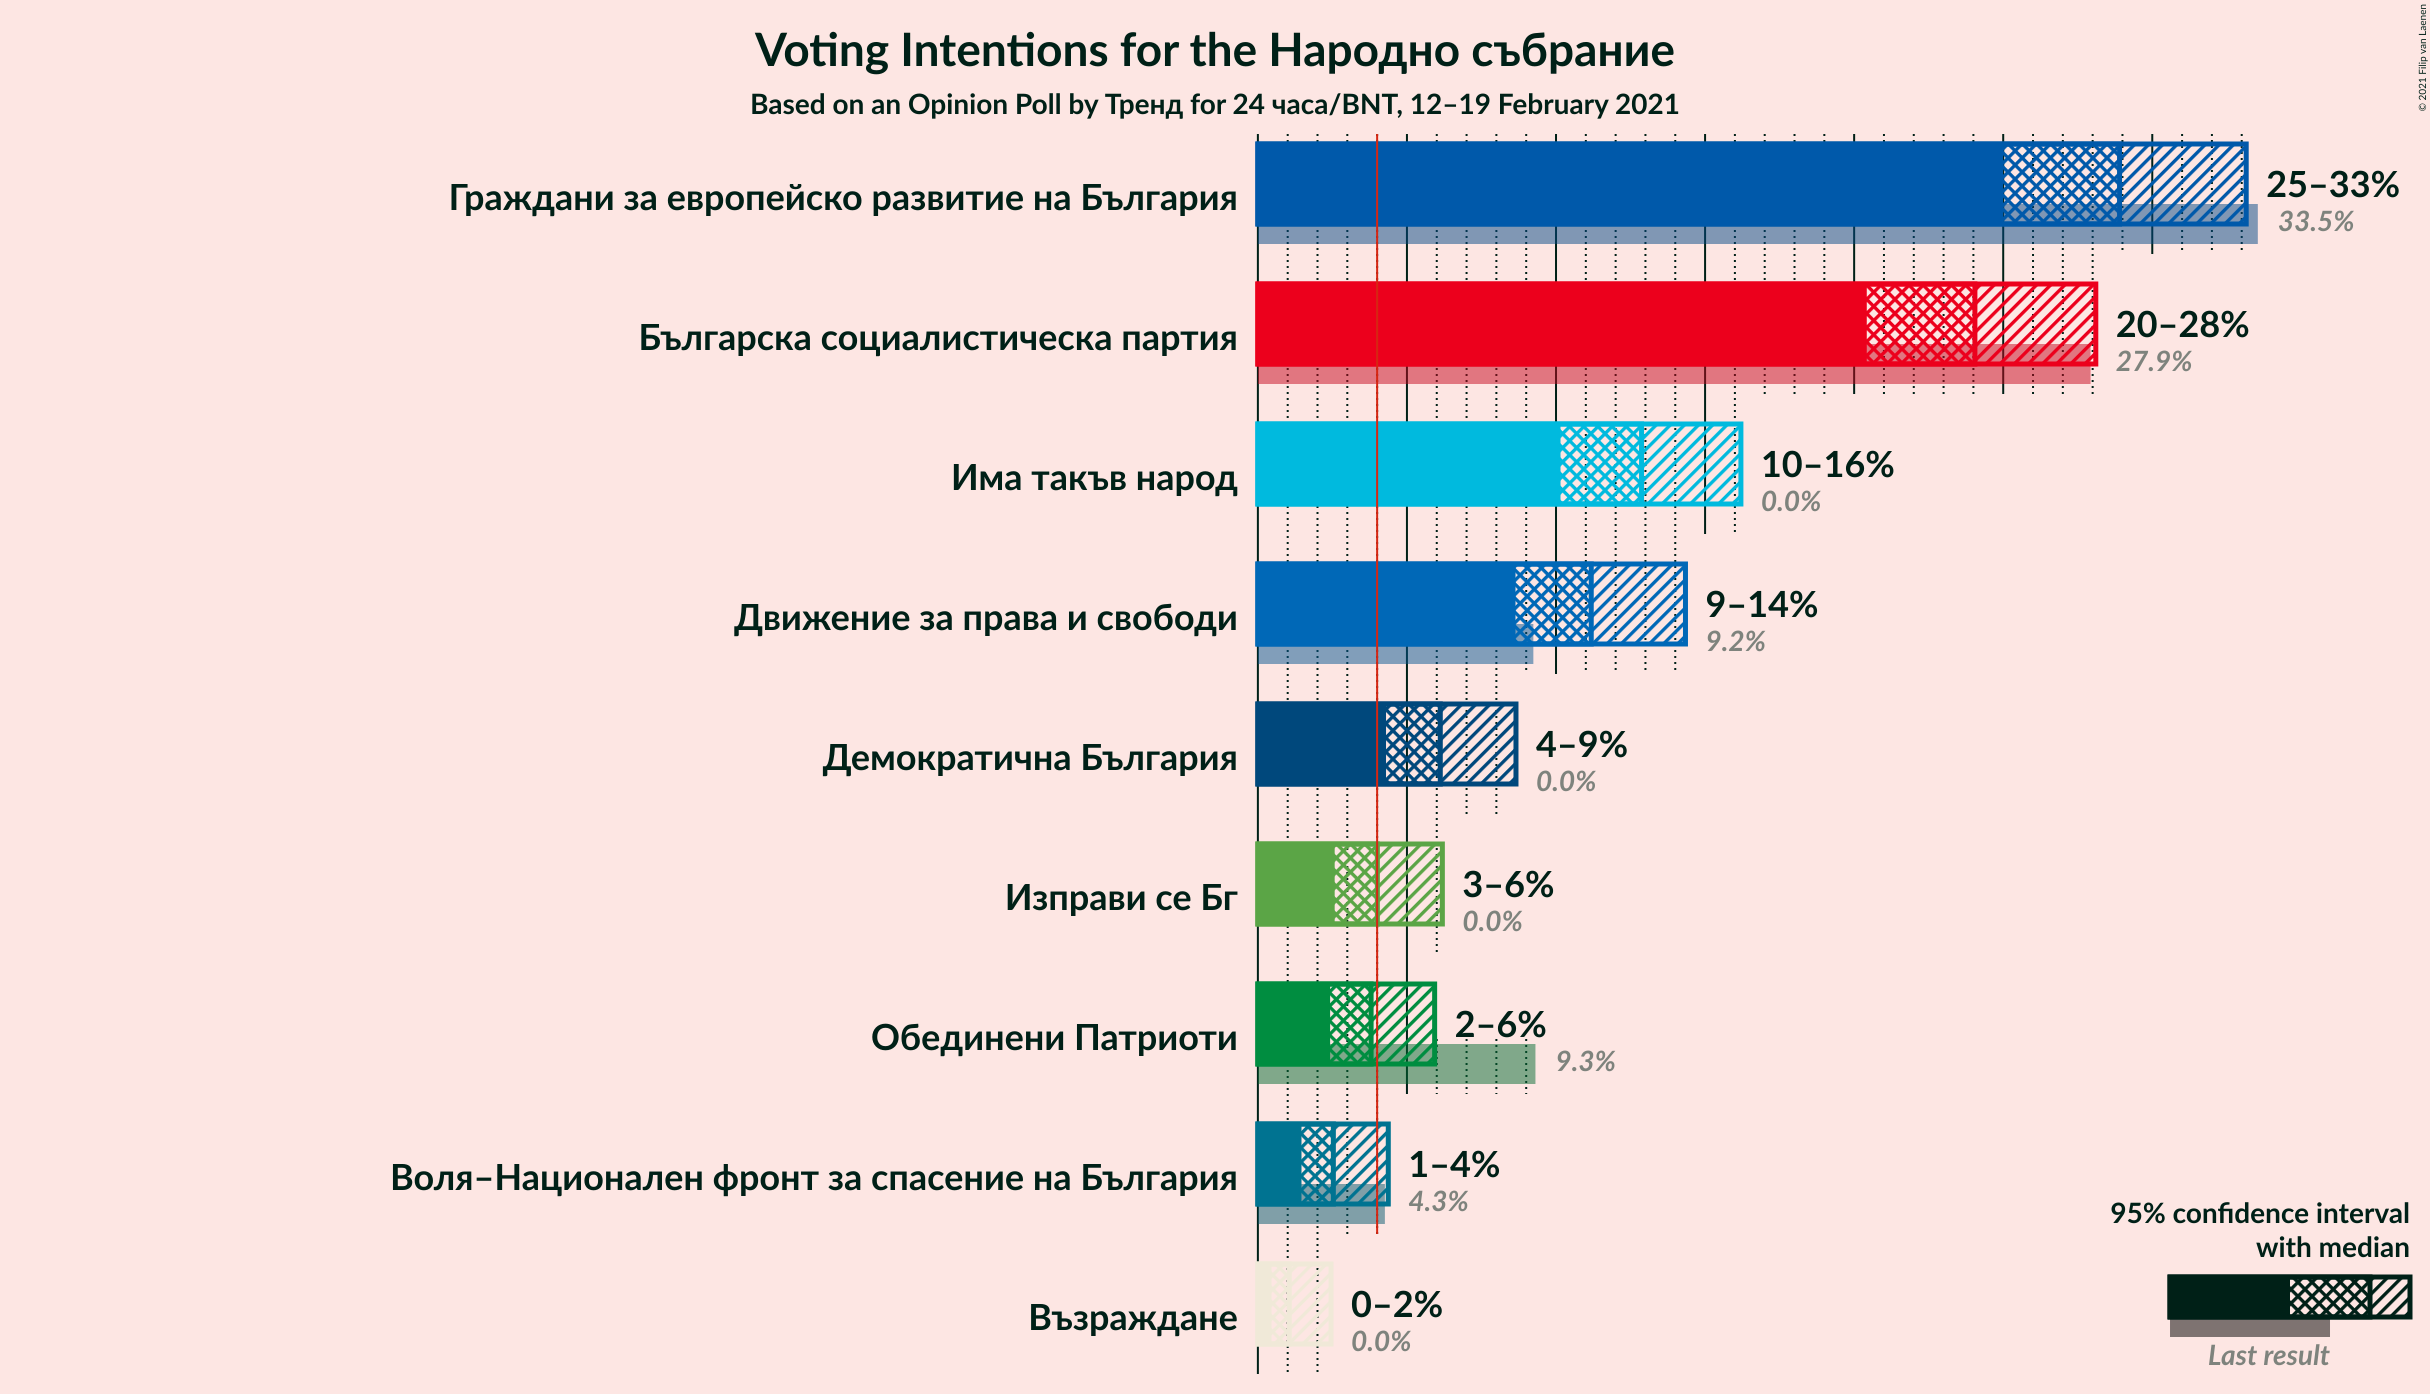 Voting Intentions for the Народно събрание
Based on an Opinion Poll by Тренд for 24 часа/BNT, 12–19 February 2021
© 2021 Filip van Laenen
Граждани за европейско развитие на България
25–33%
33.5%
Българска социалистическа партия
20–28%
27.9%
Има такъв народ
10–16%
0.0%
Движение за права и свободи
9–14%
9.2%
Демократична България
4–9%
0.0%
Изправи се Бг
3–6%
0.0%
Обединени Патриоти
2–6%
9.3%
Воля–Национален фронт за спасение на България
1–4%
4.3%
Възраждане
0–2%
0.0%
95% confidence interval
with median
Last result